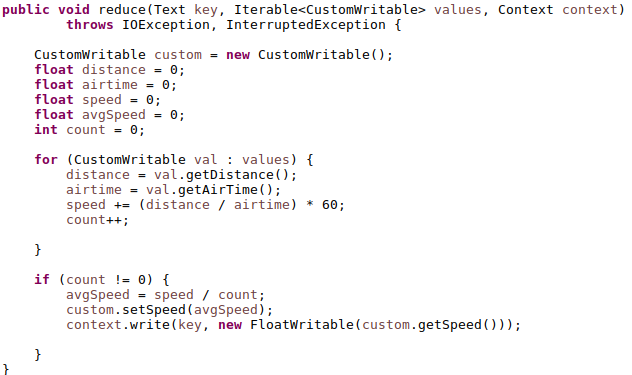 public void reduce(Text key, Iterable<CustomWritable> values, Context context)
        throws IOException, InterruptedException {

    CustomWritable custom = new CustomWritable();
    float distance = 0;
    float airtime = 0;
    float speed = 0;
    float avgSpeed = 0;
    int count = 0;

    for (CustomWritable val : values) {
        distance = val.getDistance();
        airtime = val.getAirTime();
        speed += (distance / airtime) * 60;
        count++;

    }

    if (count != 0) {
        avgSpeed = speed / count;
        custom.setSpeed(avgSpeed);
        context.write(key, new FloatWritable(custom.getSpeed()));

    }
}